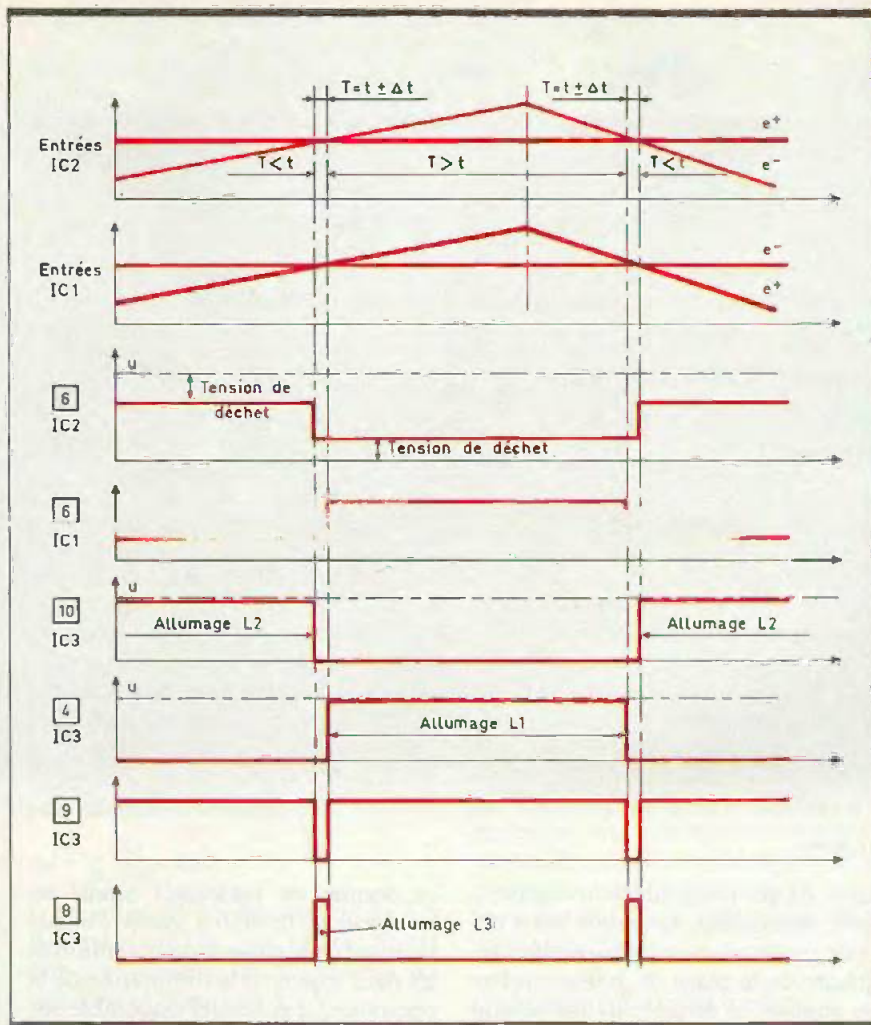 T= t ± Δt
T= t ± Δt
Entrées
IC2
e+
e-
T < t
T > t
T < t
Entrées
IC1
e-
e+
u
Tension de
déchet
6
IC2
Tension de déchet
6
IC1
u
10
IC3
Allumage L2
Allumage L2
u
4
IC3
Allumage L1
9
IC3
8
IC3
Allumage L3